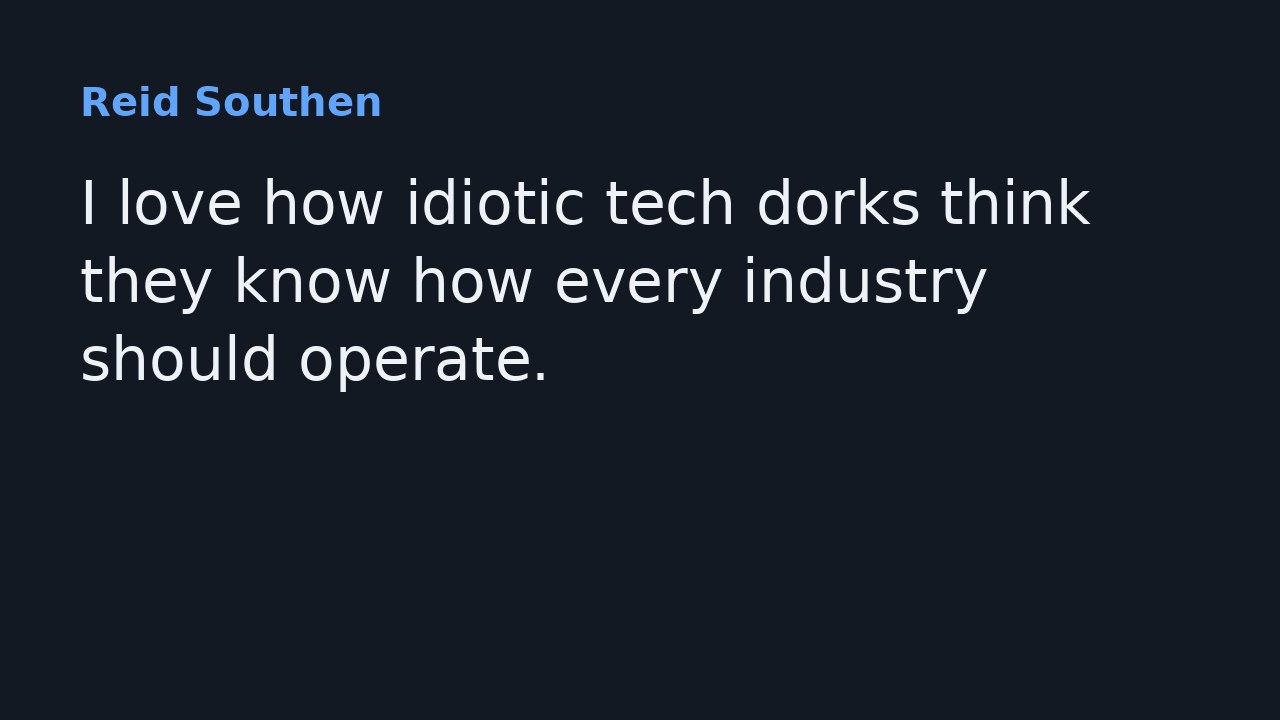 Reid Southen
I love how idiotic tech dorks think
they know how every industry
should operate.